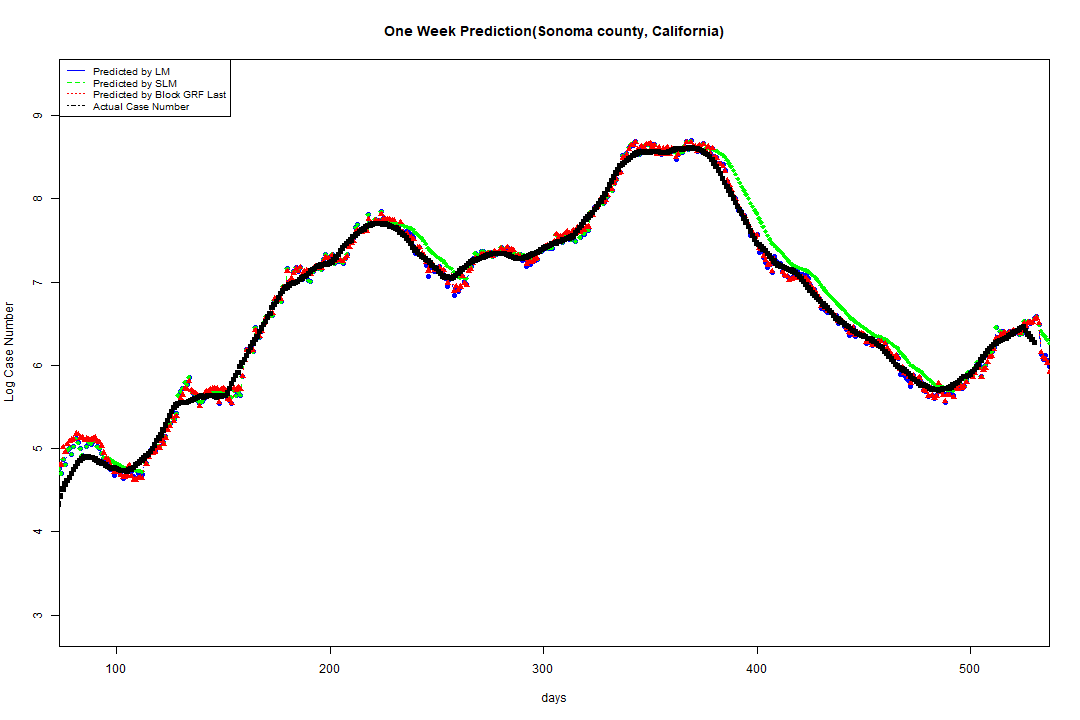 One Week Prediction(Sonoma county, California)
Predicted by LM
Predicted by SLM
Predicted by Block GRF Last
Actual Case Number
9
8
7
6
5
4
3
Log Case Number
100 200 300 400 500
days